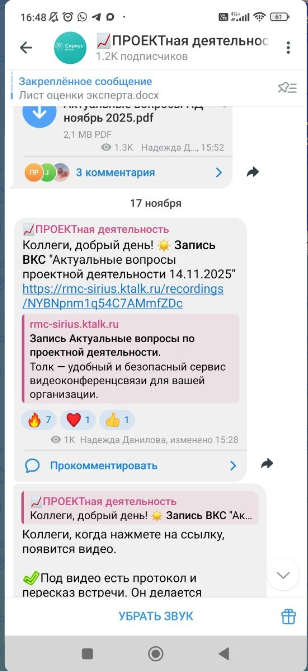 16:48
61
📈ПРОЕКТная деятельнос
1.2K подписчиков
Закреплённое сообщение
Лист оценки эксперта.docx
Актуальные вопросы ПД
ноябрь 2025.pdf
2,1 MB PDF
1.3K Надежда Д..., 15:52
3 комментария
17 ноября
📈ПРОЕКТная деятельность
Коллеги, добрый день! ☀️ Запись
ВКС "Актуальные вопросы
проектной деятельности 14.11.2025"
https://rmc-sirius.ktalk.ru/recordings
/NYBNpnm1q54C7AMmfZDc
rmc-sirius.ktalk.ru
Запись Актуальные вопросы по
проектной деятельности.
Толк — удобный и безопасный сервис
видеоконференцсвязи для вашей
организации.
🔥 7 ❤️ 1 👍 1
1K Надежда Данилова, изменено 15:28
Прокомментировать
📈ПРОЕКТная деятельность
Коллеги, добрый день! ☀️ Запись ВКС "Ак...
Коллеги, когда нажмете на ссылку,
появится видео.
✅Под видео есть протокол и
пересказ встречи. Он делается
УБРАТЬ ЗВУК